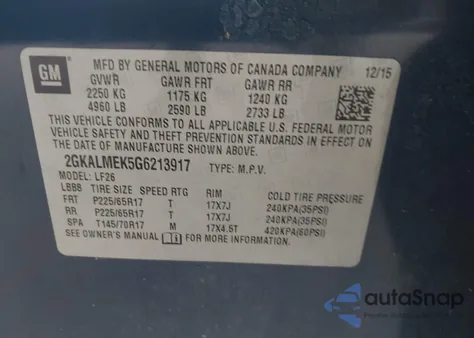 GM
MFD BY GENERAL MOTORS OF CANADA COMPANY 12/15
GVWR GAWR FRT GAWR RR
2250 KG 1175 KG 1240 KG
4960 LB 2590 LB 2733 LB
THIS VEHICLE CONFORMS TO ALL APPLICABLE U.S. FEDERAL MOTOR
VEHICLE SAFETY, BUMPER, AND THEFT PREVENTION STANDARDS IN EFFECT ON
THE DATE OF MANUFACTURE SHOWN ABOVE.
2GKALMEK5G6213917 TYPE: M.P.V.
MODEL: LF26
LBBB TIRE SIZE SPEED RTG RIM COLD TIRE PRESSURE
FRT P225/65R17 T 17X7J 240KPA(35PSI)
RR P225/65R17 T 17X7J 240KPA(35PSI)
SPA T145/70R17 M 17X4.5T 420KPA(60PSI)
SEE OWNER'S MANUAL FOR MORE INFORMATION.
autoSnap